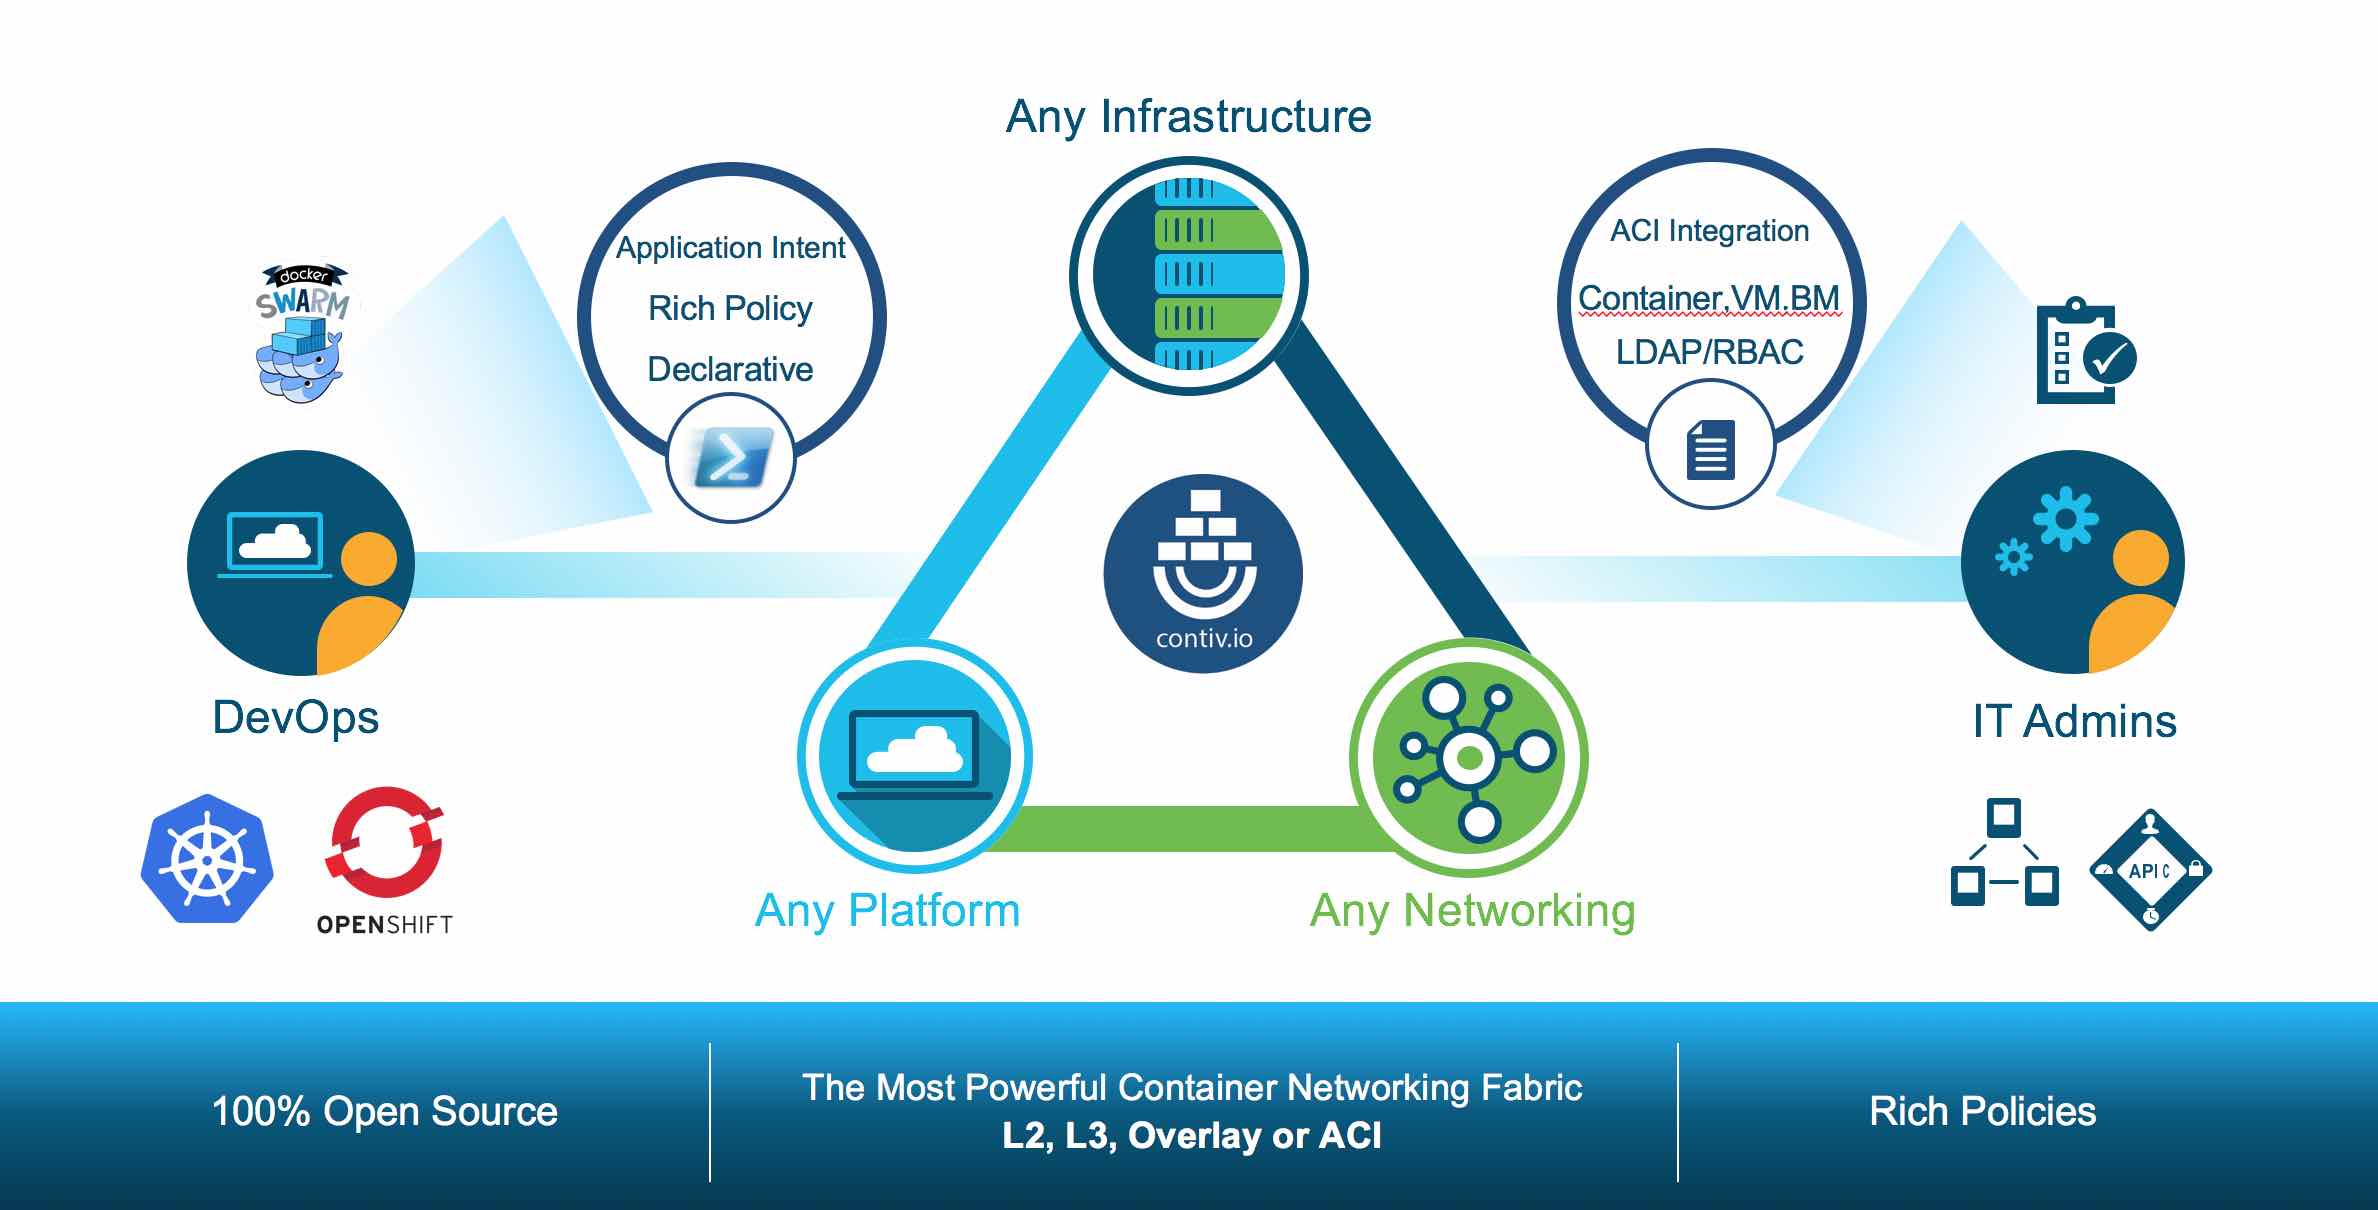 Any Infrastructure
Application Intent
Rich Policy
Declarative
ACI Integration
Container,VM.BM
LDAP/RBAC
docker
SWARM
contiv.io
DevOps
IT Admins
OPENSHIFT
API C
Any Platform
Any Networking
100% Open Source
The Most Powerful Container Networking Fabric
L2, L3, Overlay or ACI
Rich Policies